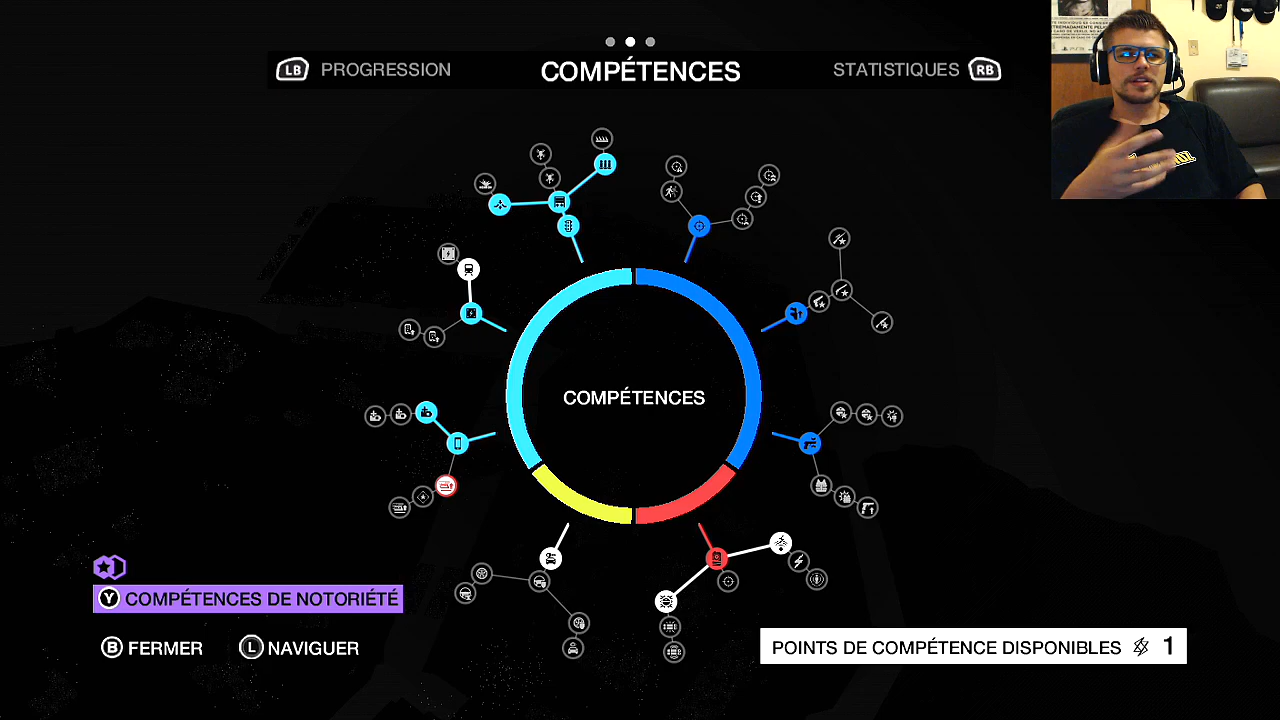 LB PROGRESSION
COMPÉTENCES
STATISTIQUES RB
COMPÉTENCES
Y COMPÉTENCES DE NOTORIÉTÉ
B FERMER
L NAVIGUER
POINTS DE COMPÉTENCE DISPONIBLES 1